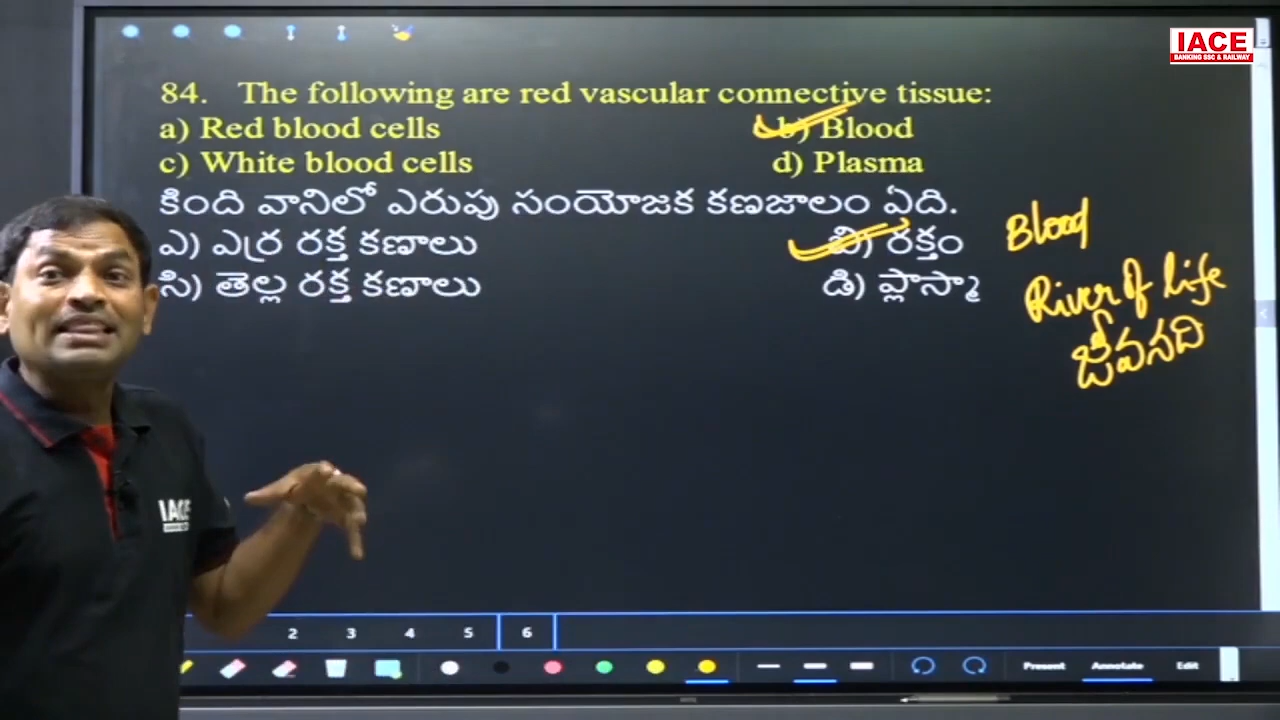 IACE
BANKING SSC & RAILWAY
84. The following are red vascular connective tissue:
a) Red blood cells b) Blood
c) White blood cells d) Plasma
కింది వానిలో ఎరుపు సంయోజక కణజాలం ఏది.
ఎ) ఎర్ర రక్త కణాలు బి) రక్తం
సి) తెల్ల రక్త కణాలు డి) ప్లాస్మా
Blood
River of life
జీవనది
IACE
2 3 4 5 6
Present Annotate Edit